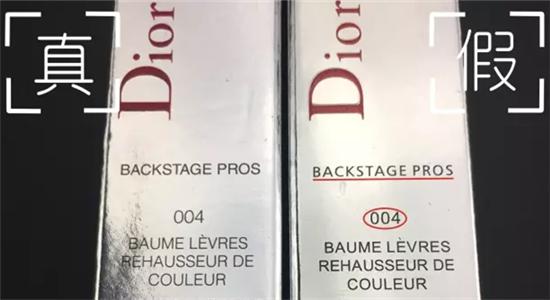 真
Dior
BACKSTAGE PROS
004
BAUME LÈVRES
REHAUSSEUR DE
COULEUR
假
Dior
BACKSTAGE PROS
004
BAUME LÈVRES
REHAUSSEUR DE
COULEUR